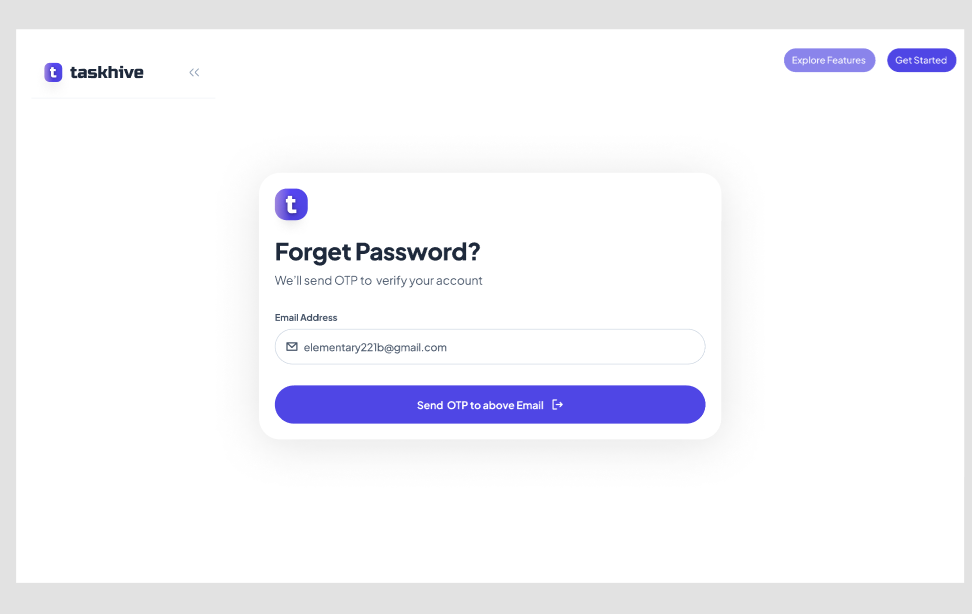 t taskhive
Explore Features
Get Started
t
Forget Password?
We'll send OTP to verify your account
Email Address
elementary221b@gmail.com
Send OTP to above Email